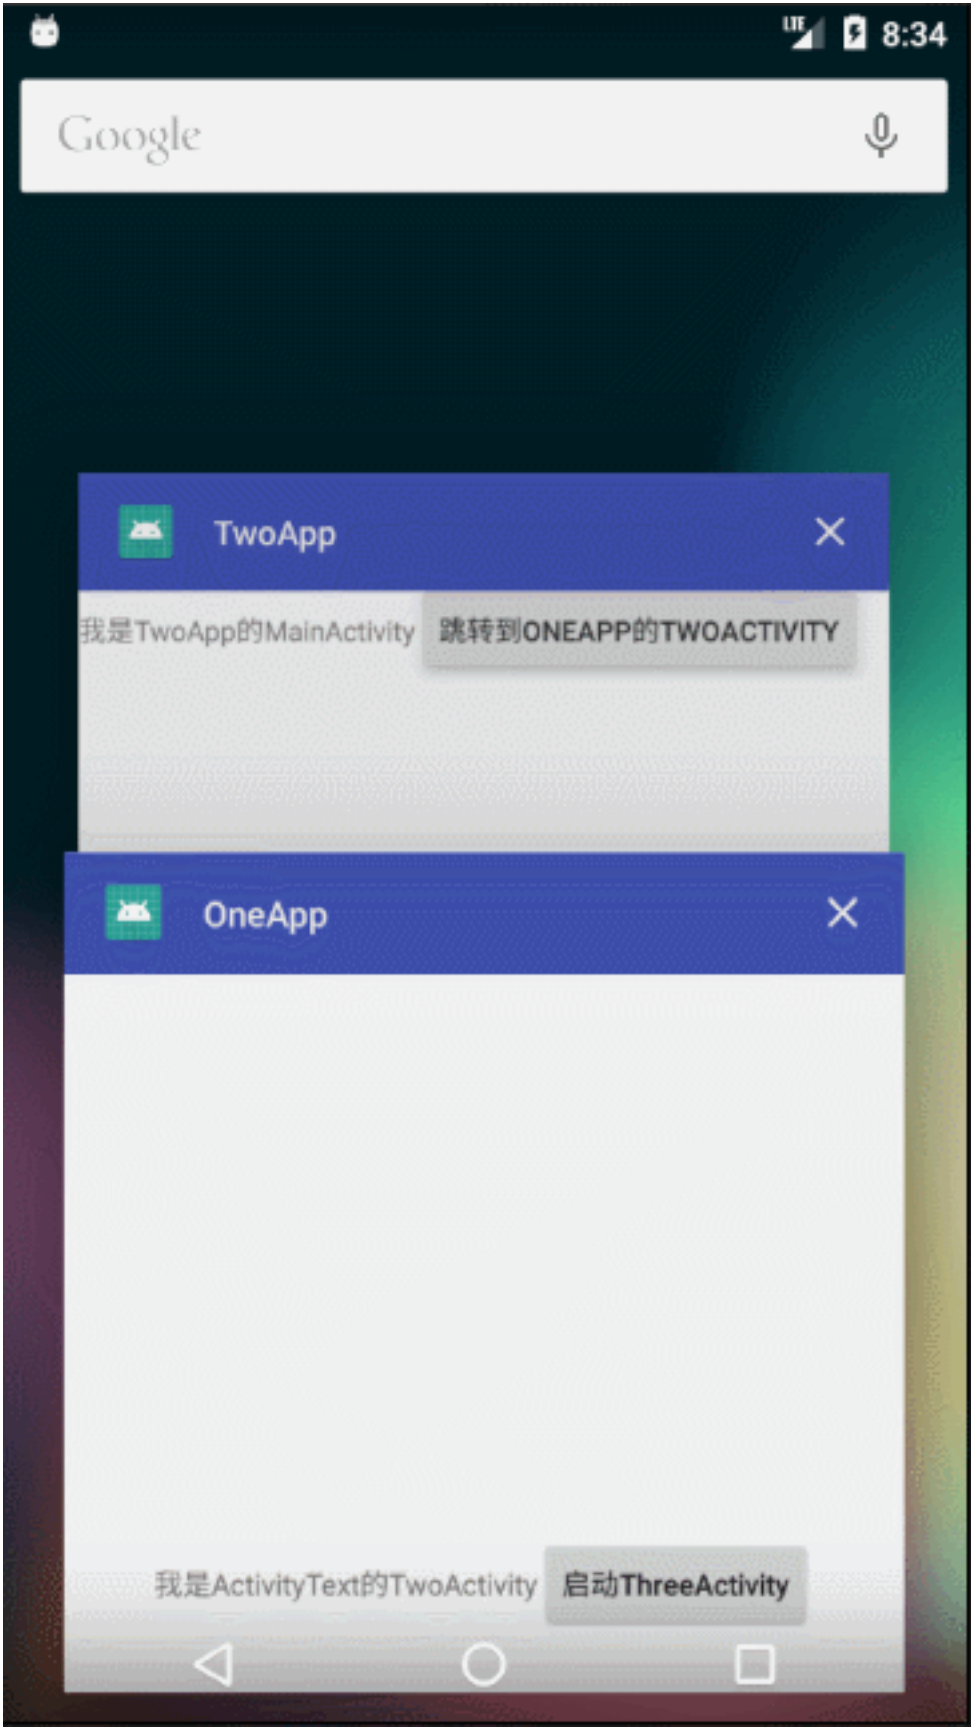 LTE 8:34
Google
TwoApp
我是TwoApp的MainActivity 跳转到ONEAPP的TWOACTIVITY
OneApp
我是ActivityText的TwoActivity 启动ThreeActivity